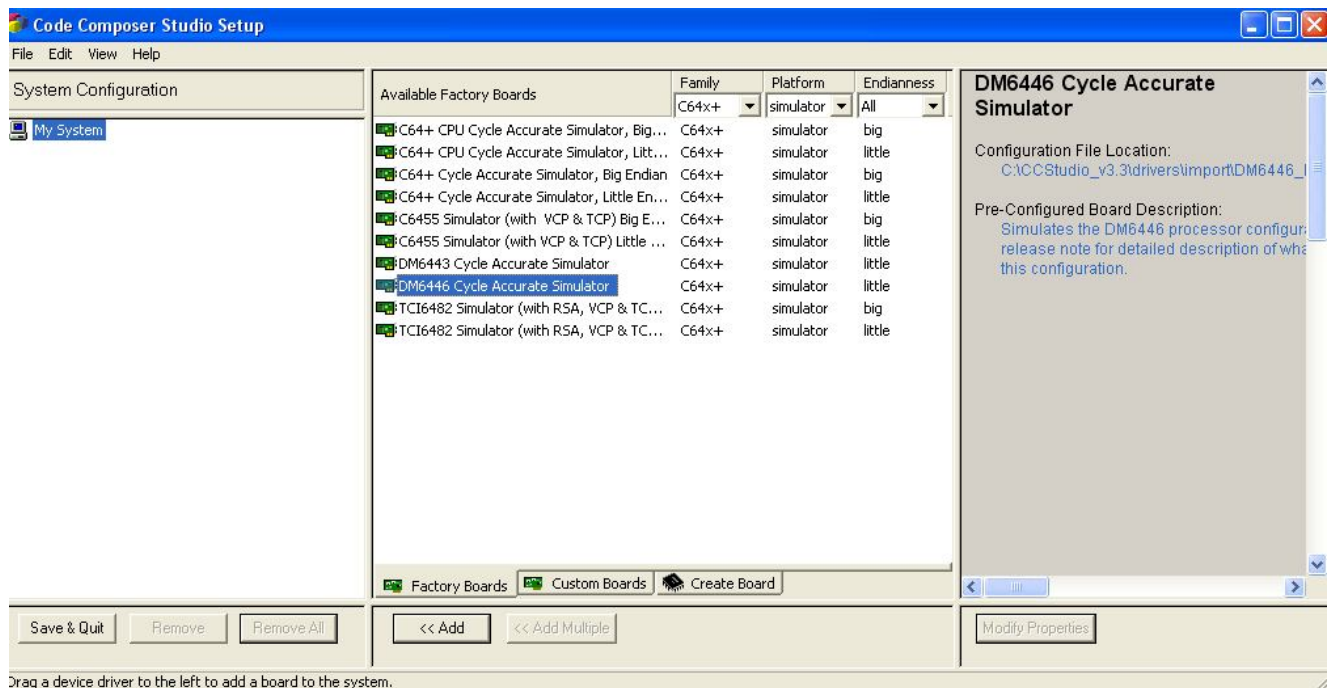 Code Composer Studio Setup
File Edit View Help
System Configuration
My System
Available Factory Boards Family Platform Endianness
C64x+ simulator All
C64+ CPU Cycle Accurate Simulator, Big... C64x+ simulator big
C64+ CPU Cycle Accurate Simulator, Litt... C64x+ simulator little
C64+ Cycle Accurate Simulator, Big Endian C64x+ simulator big
C64+ Cycle Accurate Simulator, Little En... C64x+ simulator little
C6455 Simulator (with VCP & TCP) Big E... C64x+ simulator big
C6455 Simulator (with VCP & TCP) Little ... C64x+ simulator little
DM6443 Cycle Accurate Simulator C64x+ simulator little
DM6446 Cycle Accurate Simulator C64x+ simulator little
TCI6482 Simulator (with RSA, VCP & TC... C64x+ simulator big
TCI6482 Simulator (with RSA, VCP & TC... C64x+ simulator little
Factory Boards Custom Boards Create Board
DM6446 Cycle Accurate
Simulator
Configuration File Location:
C:\CCStudio_v3.3\drivers\import\DM6446_
Pre-Configured Board Description:
Simulates the DM6446 processor configur
release note for detailed description of wha
this configuration.
Save & Quit Remove Remove All << Add << Add Multiple Modify Properties
Drag a device driver to the left to add a board to the system.